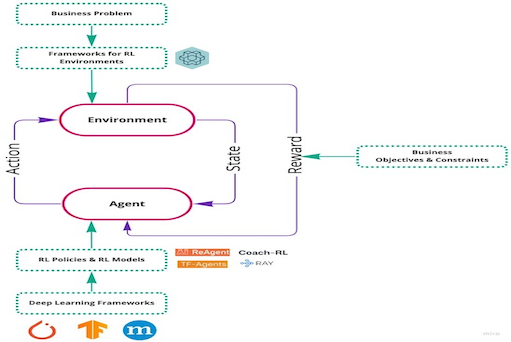 Business Problem
Frameworks for RL
Environments
Environment
Action
State
Reward
Business
Objectives & Constraints
Agent
RL Policies & RL Models
ReAgent
Coach-RL
TF-Agents
RAY
Deep Learning Frameworks
m
miro